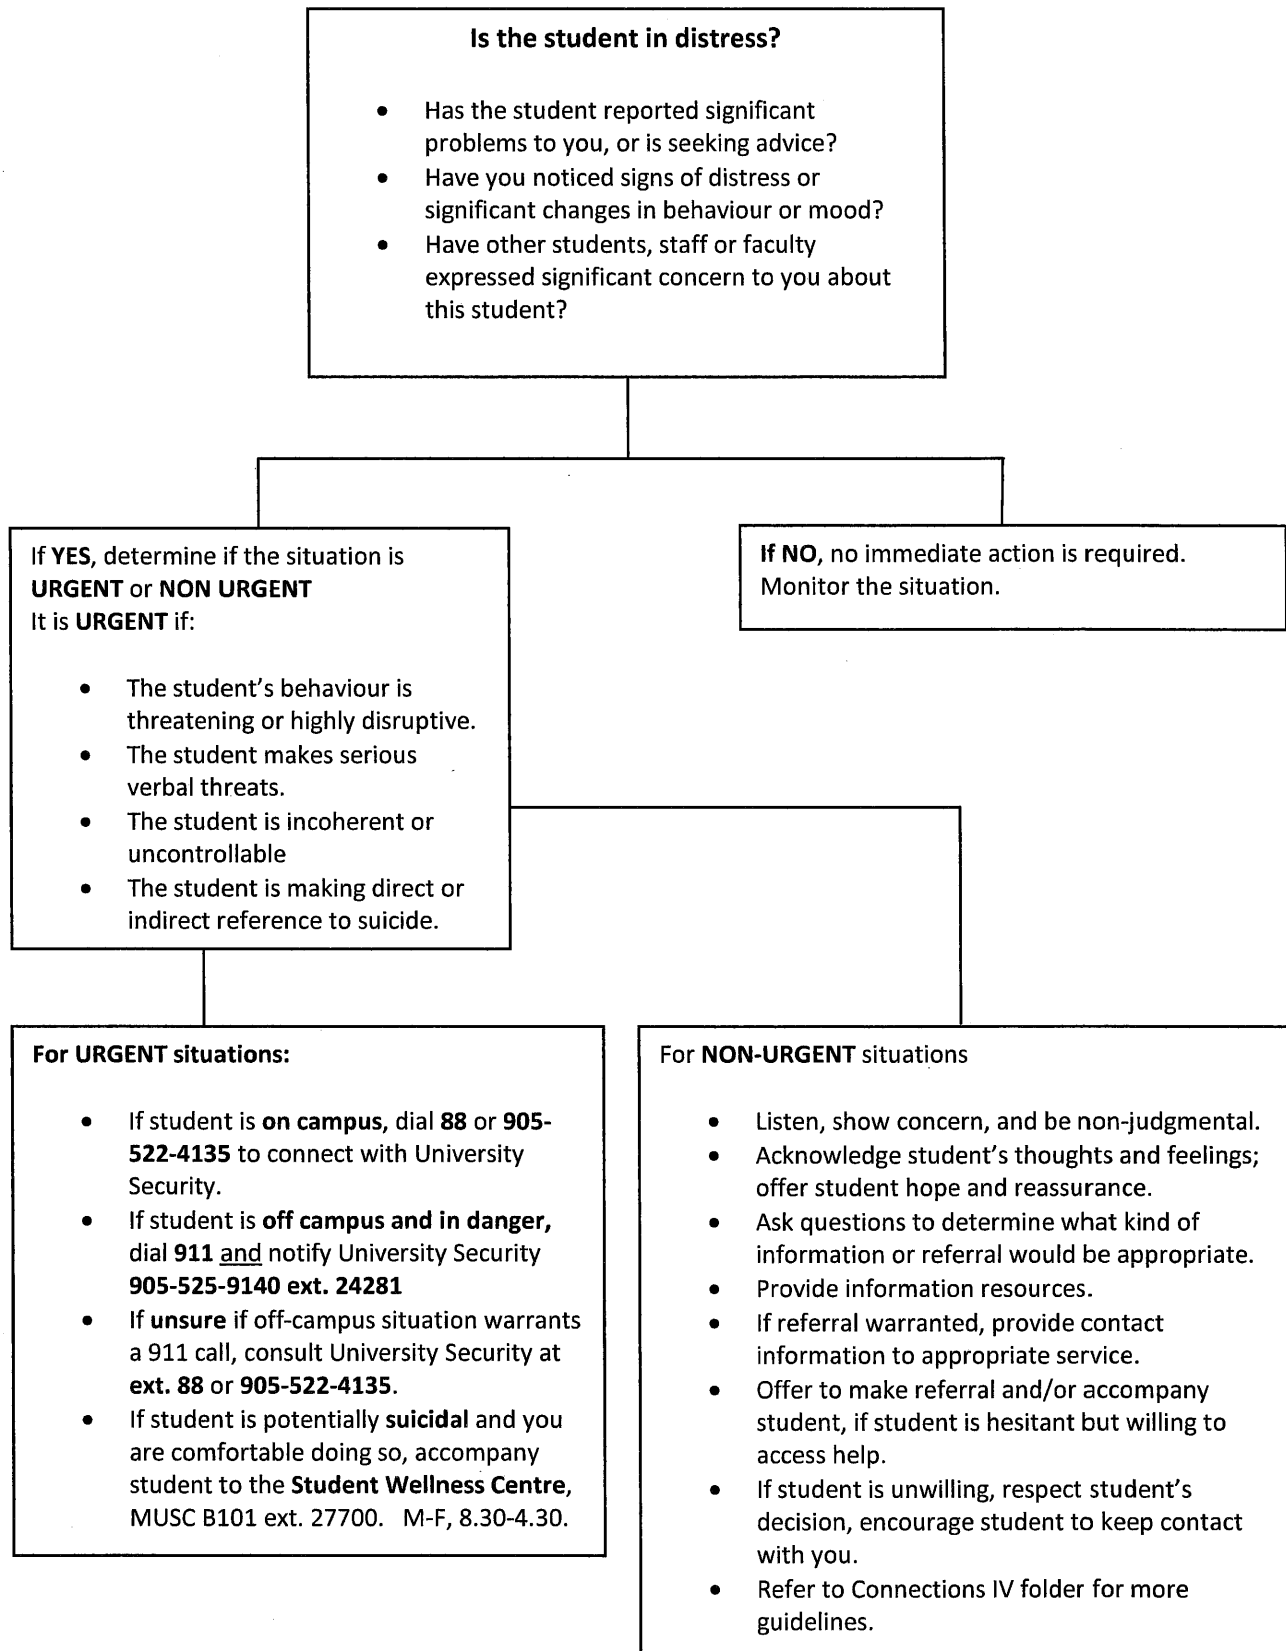 Is the student in distress?
• Has the student reported significant
problems to you, or is seeking advice?
• Have you noticed signs of distress or
significant changes in behaviour or mood?
• Have other students, staff or faculty
expressed significant concern to you about
this student?
If YES, determine if the situation is
URGENT or NON URGENT
It is URGENT if:
• The student's behaviour is
threatening or highly disruptive.
• The student makes serious
verbal threats.
• The student is incoherent or
uncontrollable
• The student is making direct or
indirect reference to suicide.
If NO, no immediate action is required.
Monitor the situation.
For URGENT situations:
• If student is on campus, dial 88 or 905-
522-4135 to connect with University
Security.
• If student is off campus and in danger,
dial 911 and notify University Security
905-525-9140 ext. 24281
• If unsure if off-campus situation warrants
a 911 call, consult University Security at
ext. 88 or 905-522-4135.
• If student is potentially suicidal and you
are comfortable doing so, accompany
student to the Student Wellness Centre,
MUSC B101 ext. 27700. M-F, 8.30-4.30.
For NON-URGENT situations
• Listen, show concern, and be non-judgmental.
• Acknowledge student's thoughts and feelings;
offer student hope and reassurance.
• Ask questions to determine what kind of
information or referral would be appropriate.
• Provide information resources.
• If referral warranted, provide contact
information to appropriate service.
• Offer to make referral and/or accompany
student, if student is hesitant but willing to
access help.
• If student is unwilling, respect student's
decision, encourage student to keep contact
with you.
• Refer to Connections IV folder for more
guidelines.